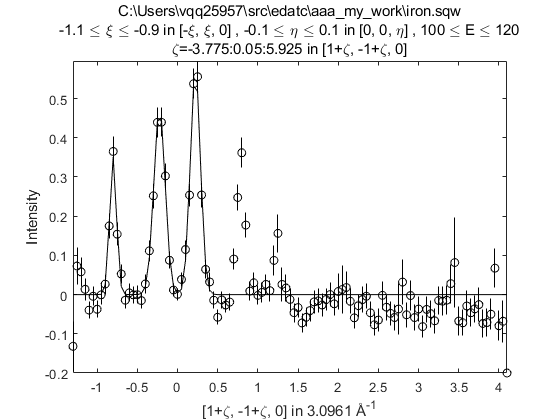 C:\Users\vqq25957\src\edatc\aaa_my_work\iron.sqw
-1.1 ≤ ξ ≤ -0.9 in [-ξ, ξ, 0] , -0.1 ≤ η ≤ 0.1 in [0, 0, η] , 100 ≤ E ≤ 120
ζ=-3.775:0.05:5.925 in [1+ζ, -1+ζ, 0]
Intensity
0.5
0.4
0.3
0.2
0.1
0
-0.1
-0.2
-1 -0.5 0 0.5 1 1.5 2 2.5 3 3.5 4
[1+ζ, -1+ζ, 0] in 3.0961 Å⁻¹